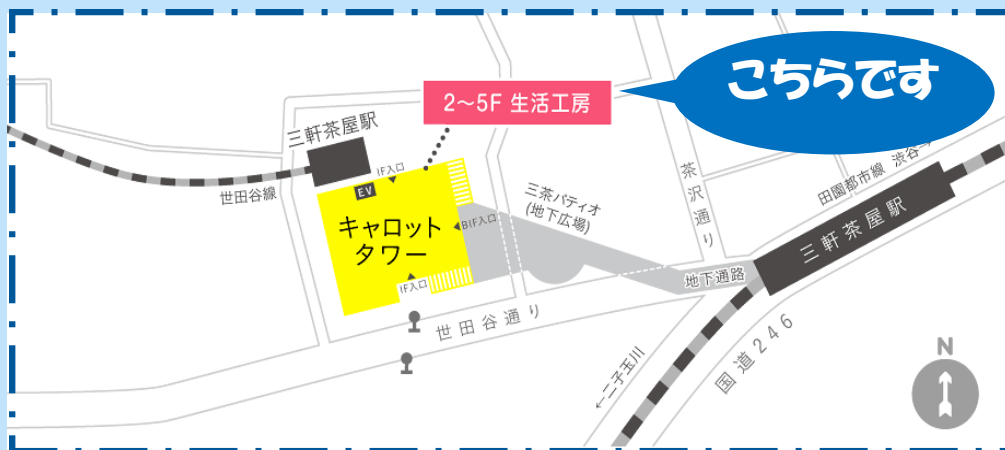 こちらです
2～5F 生活工房
三軒茶屋駅
世田谷線
1F入口
EV
キャロット
タワー
B1F入口
1F入口
三茶パティオ
(地下広場)
茶沢通り
田園都市線 渋谷→
三軒茶屋駅
地下通路
世田谷通り
←二子玉川
国道246
N